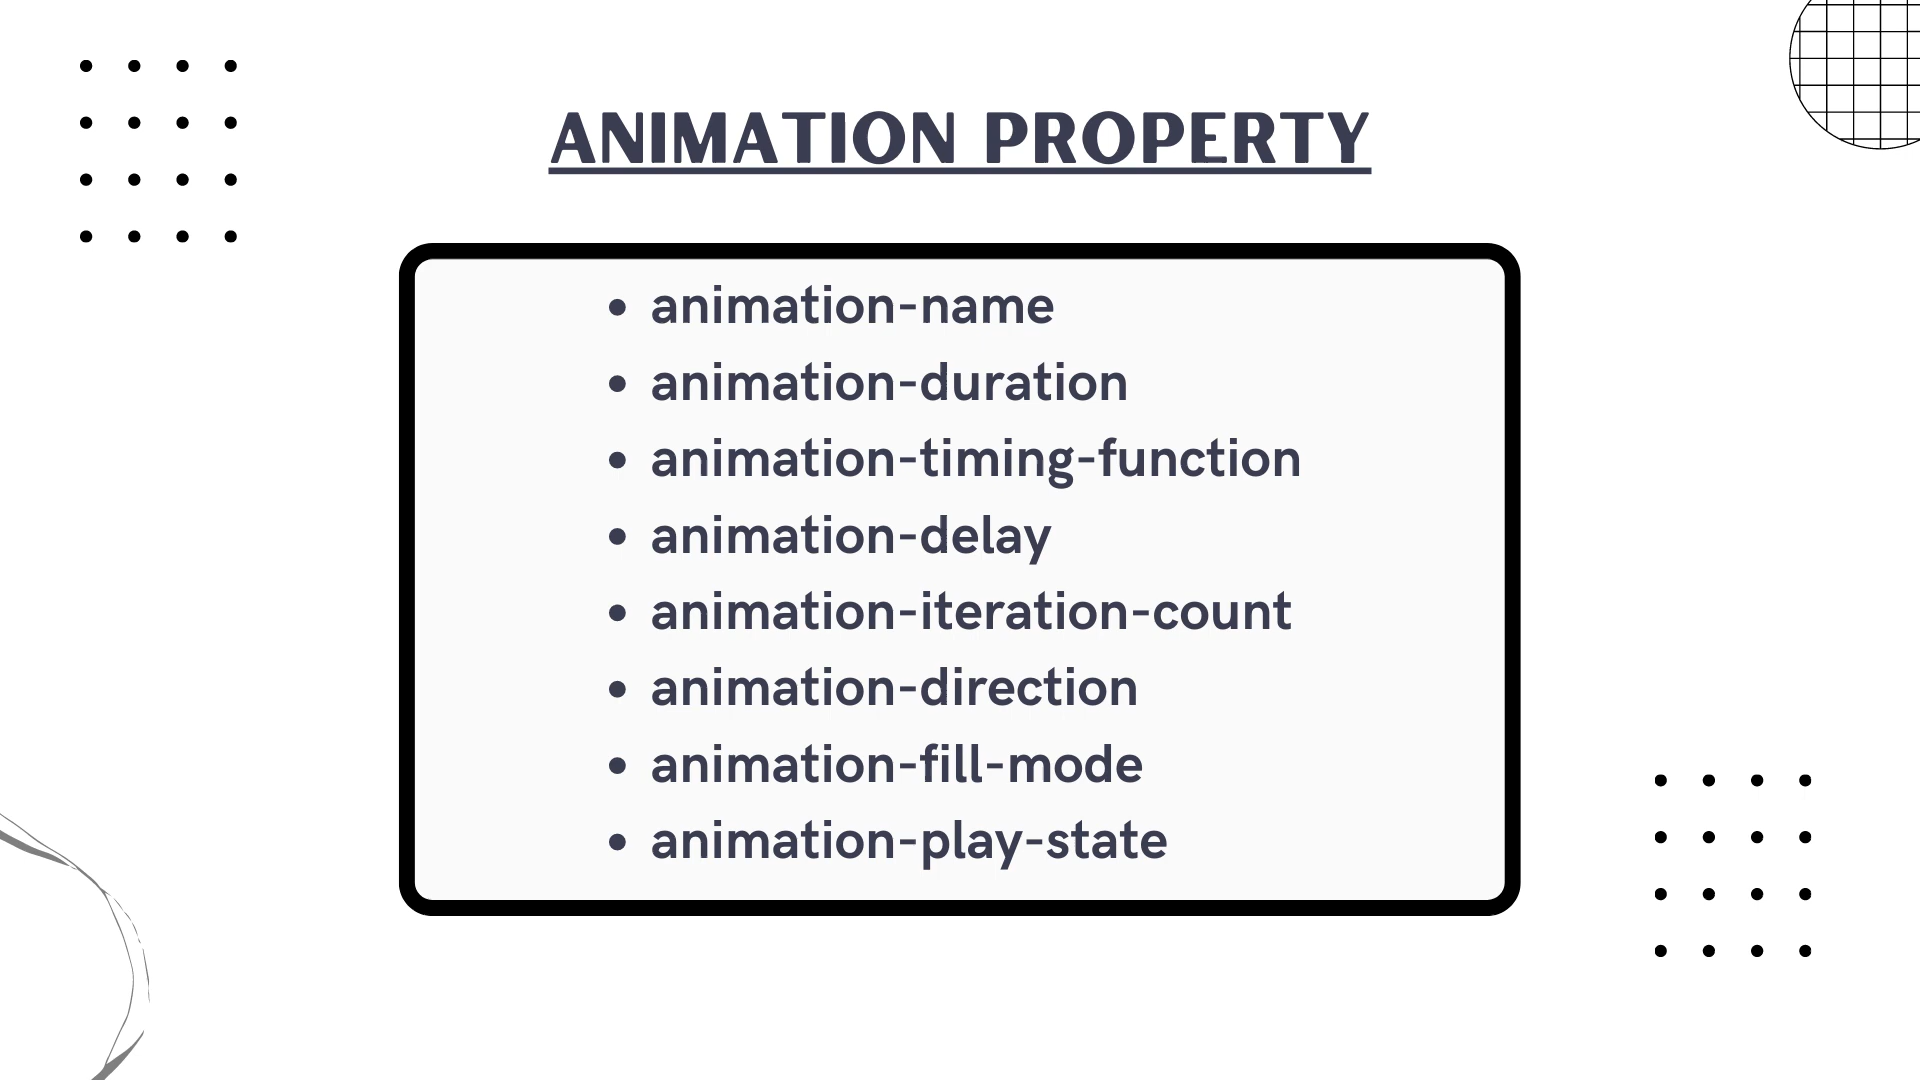 ANIMATION PROPERTY
• animation-name
• animation-duration
• animation-timing-function
• animation-delay
• animation-iteration-count
• animation-direction
• animation-fill-mode
• animation-play-state